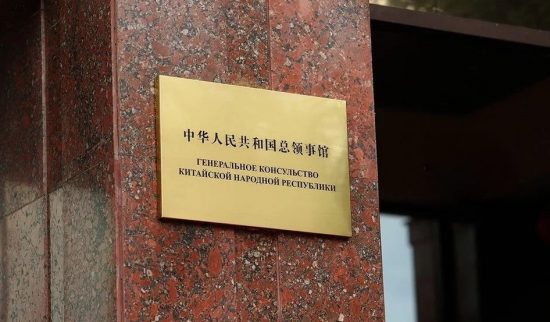 中华人民共和国总领事馆
ГЕНЕРАЛЬНОЕ КОНСУЛЬСТВО
КИТАЙСКОЙ НАРОДНОЙ РЕСПУБЛИКИ